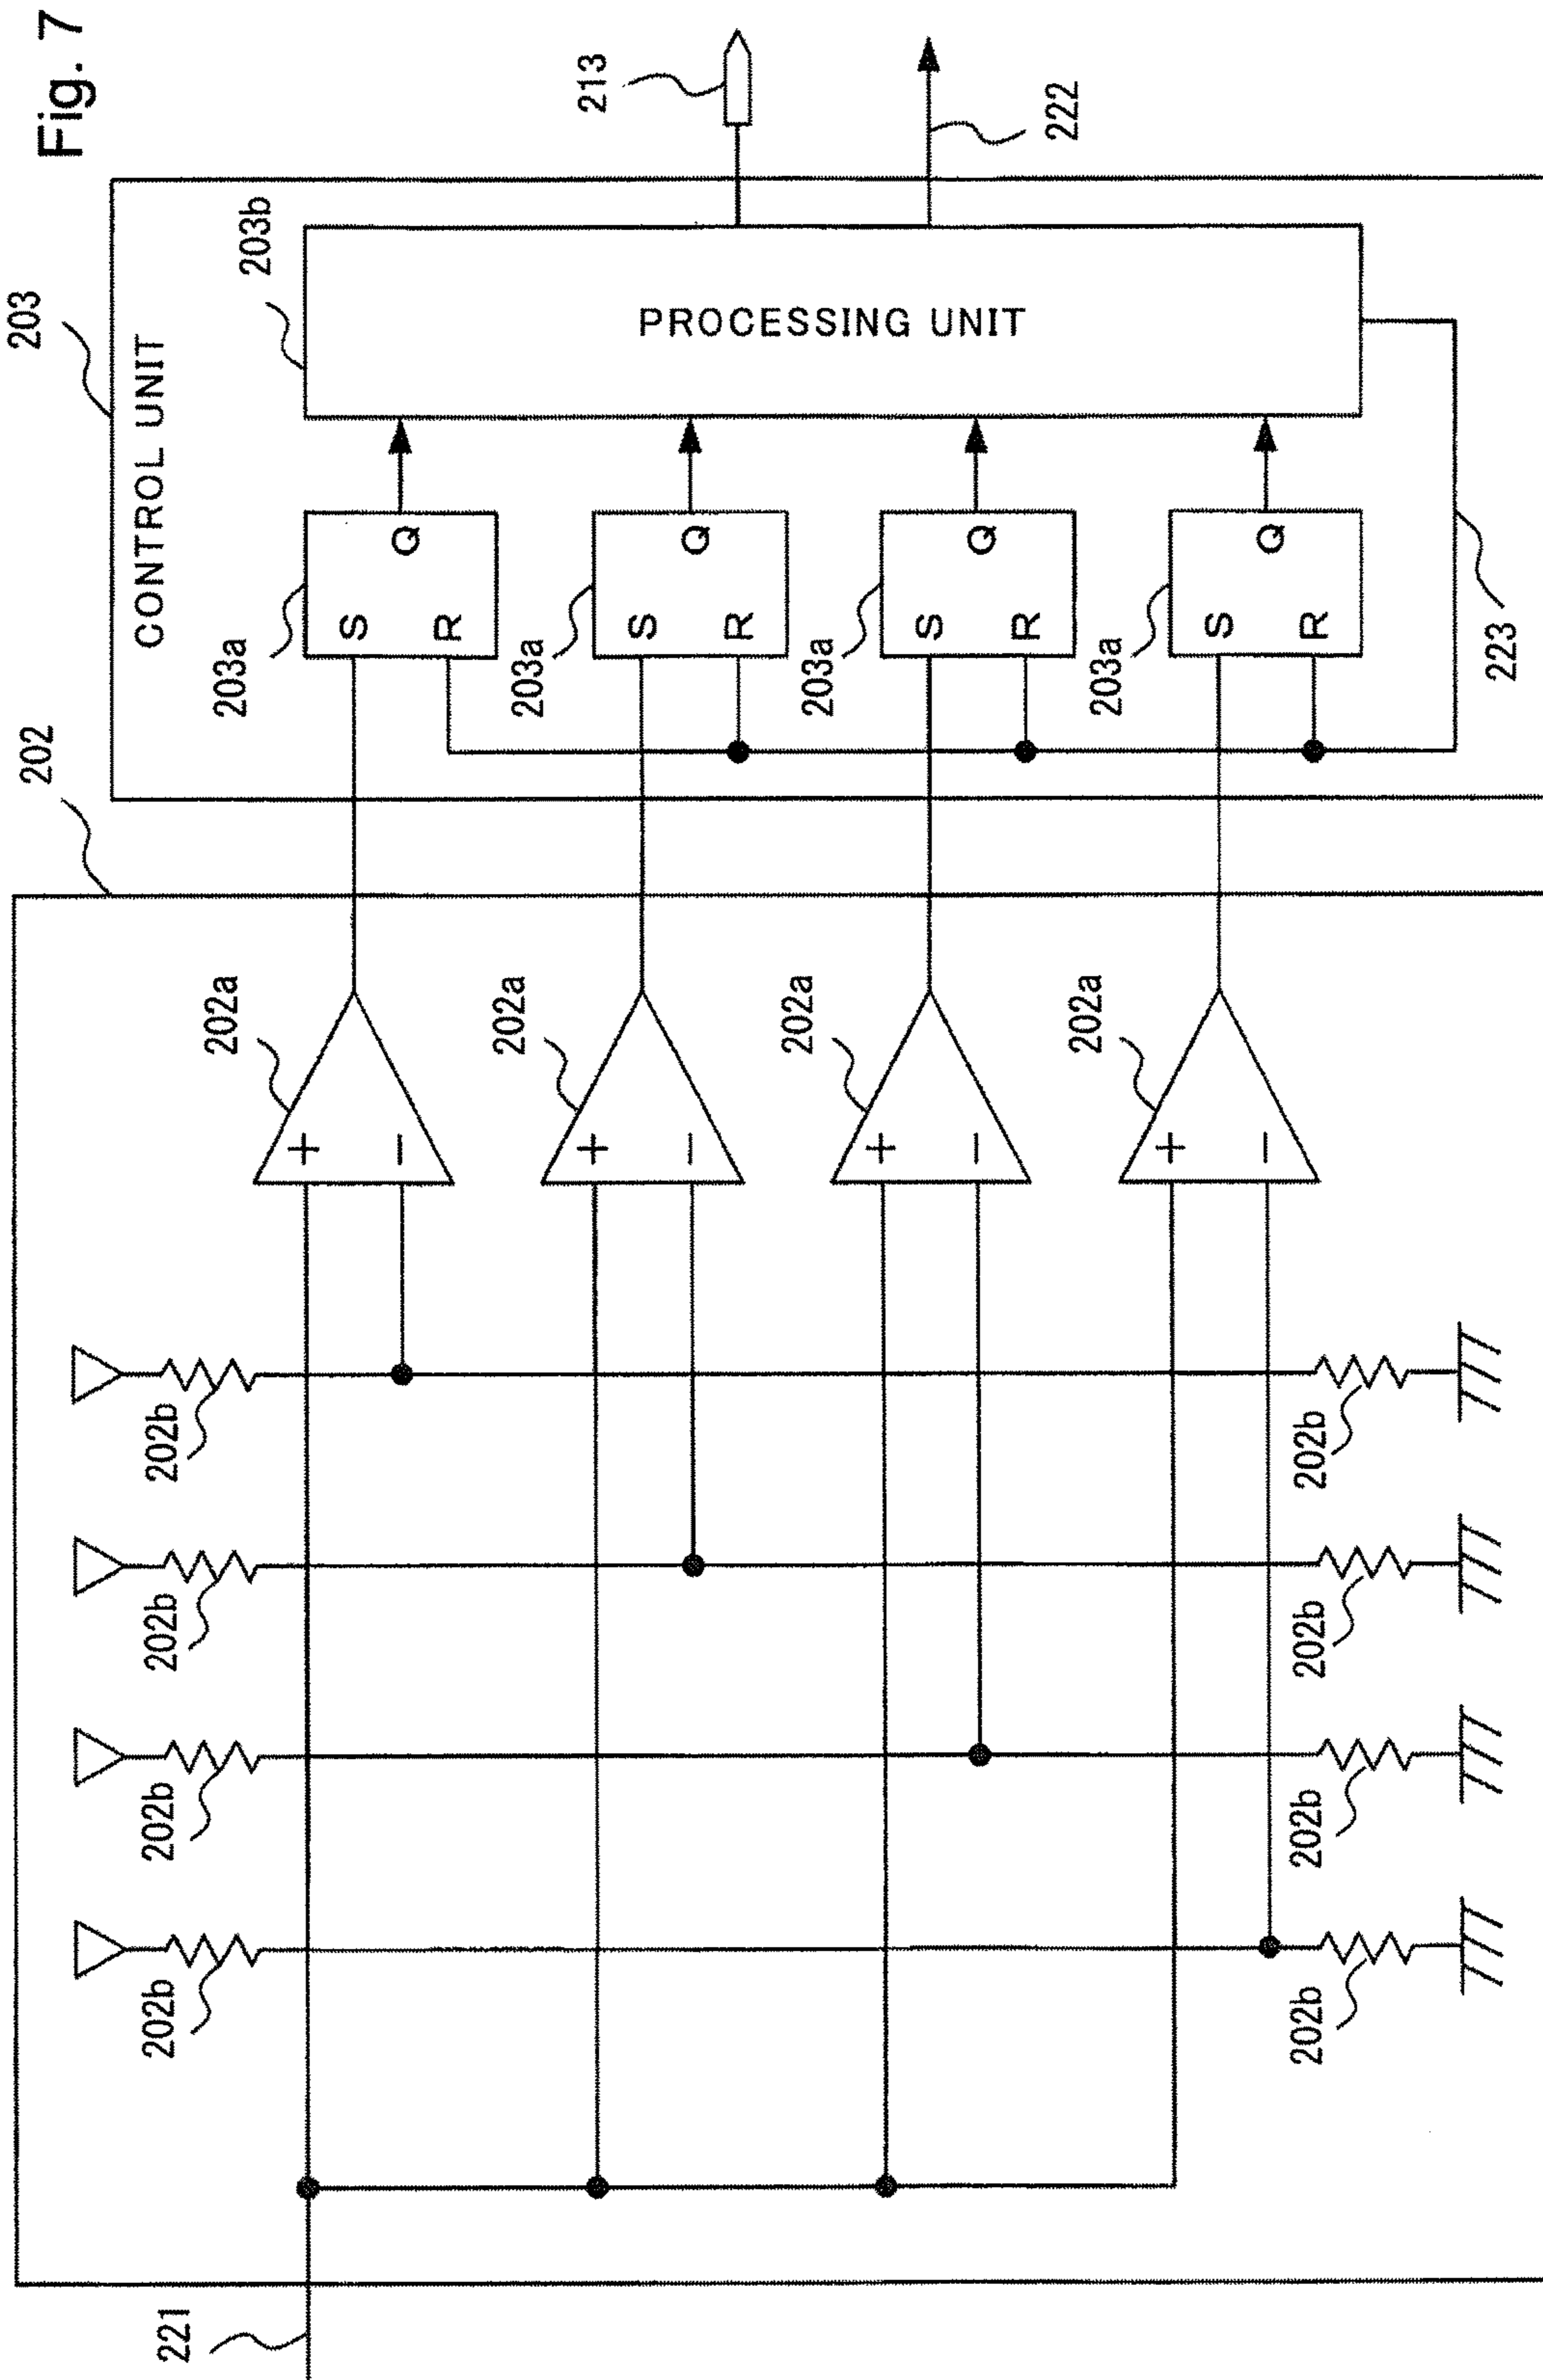 Fig. 7
203
CONTROL UNIT
203b
PROCESSING UNIT
213
222
223
203a
S
R
Q
203a
S
R
Q
203a
S
R
Q
203a
S
R
Q
202
202a
+
−
202a
+
−
202a
+
−
202a
+
−
202b
202b
202b
202b
202b
202b
202b
202b
221